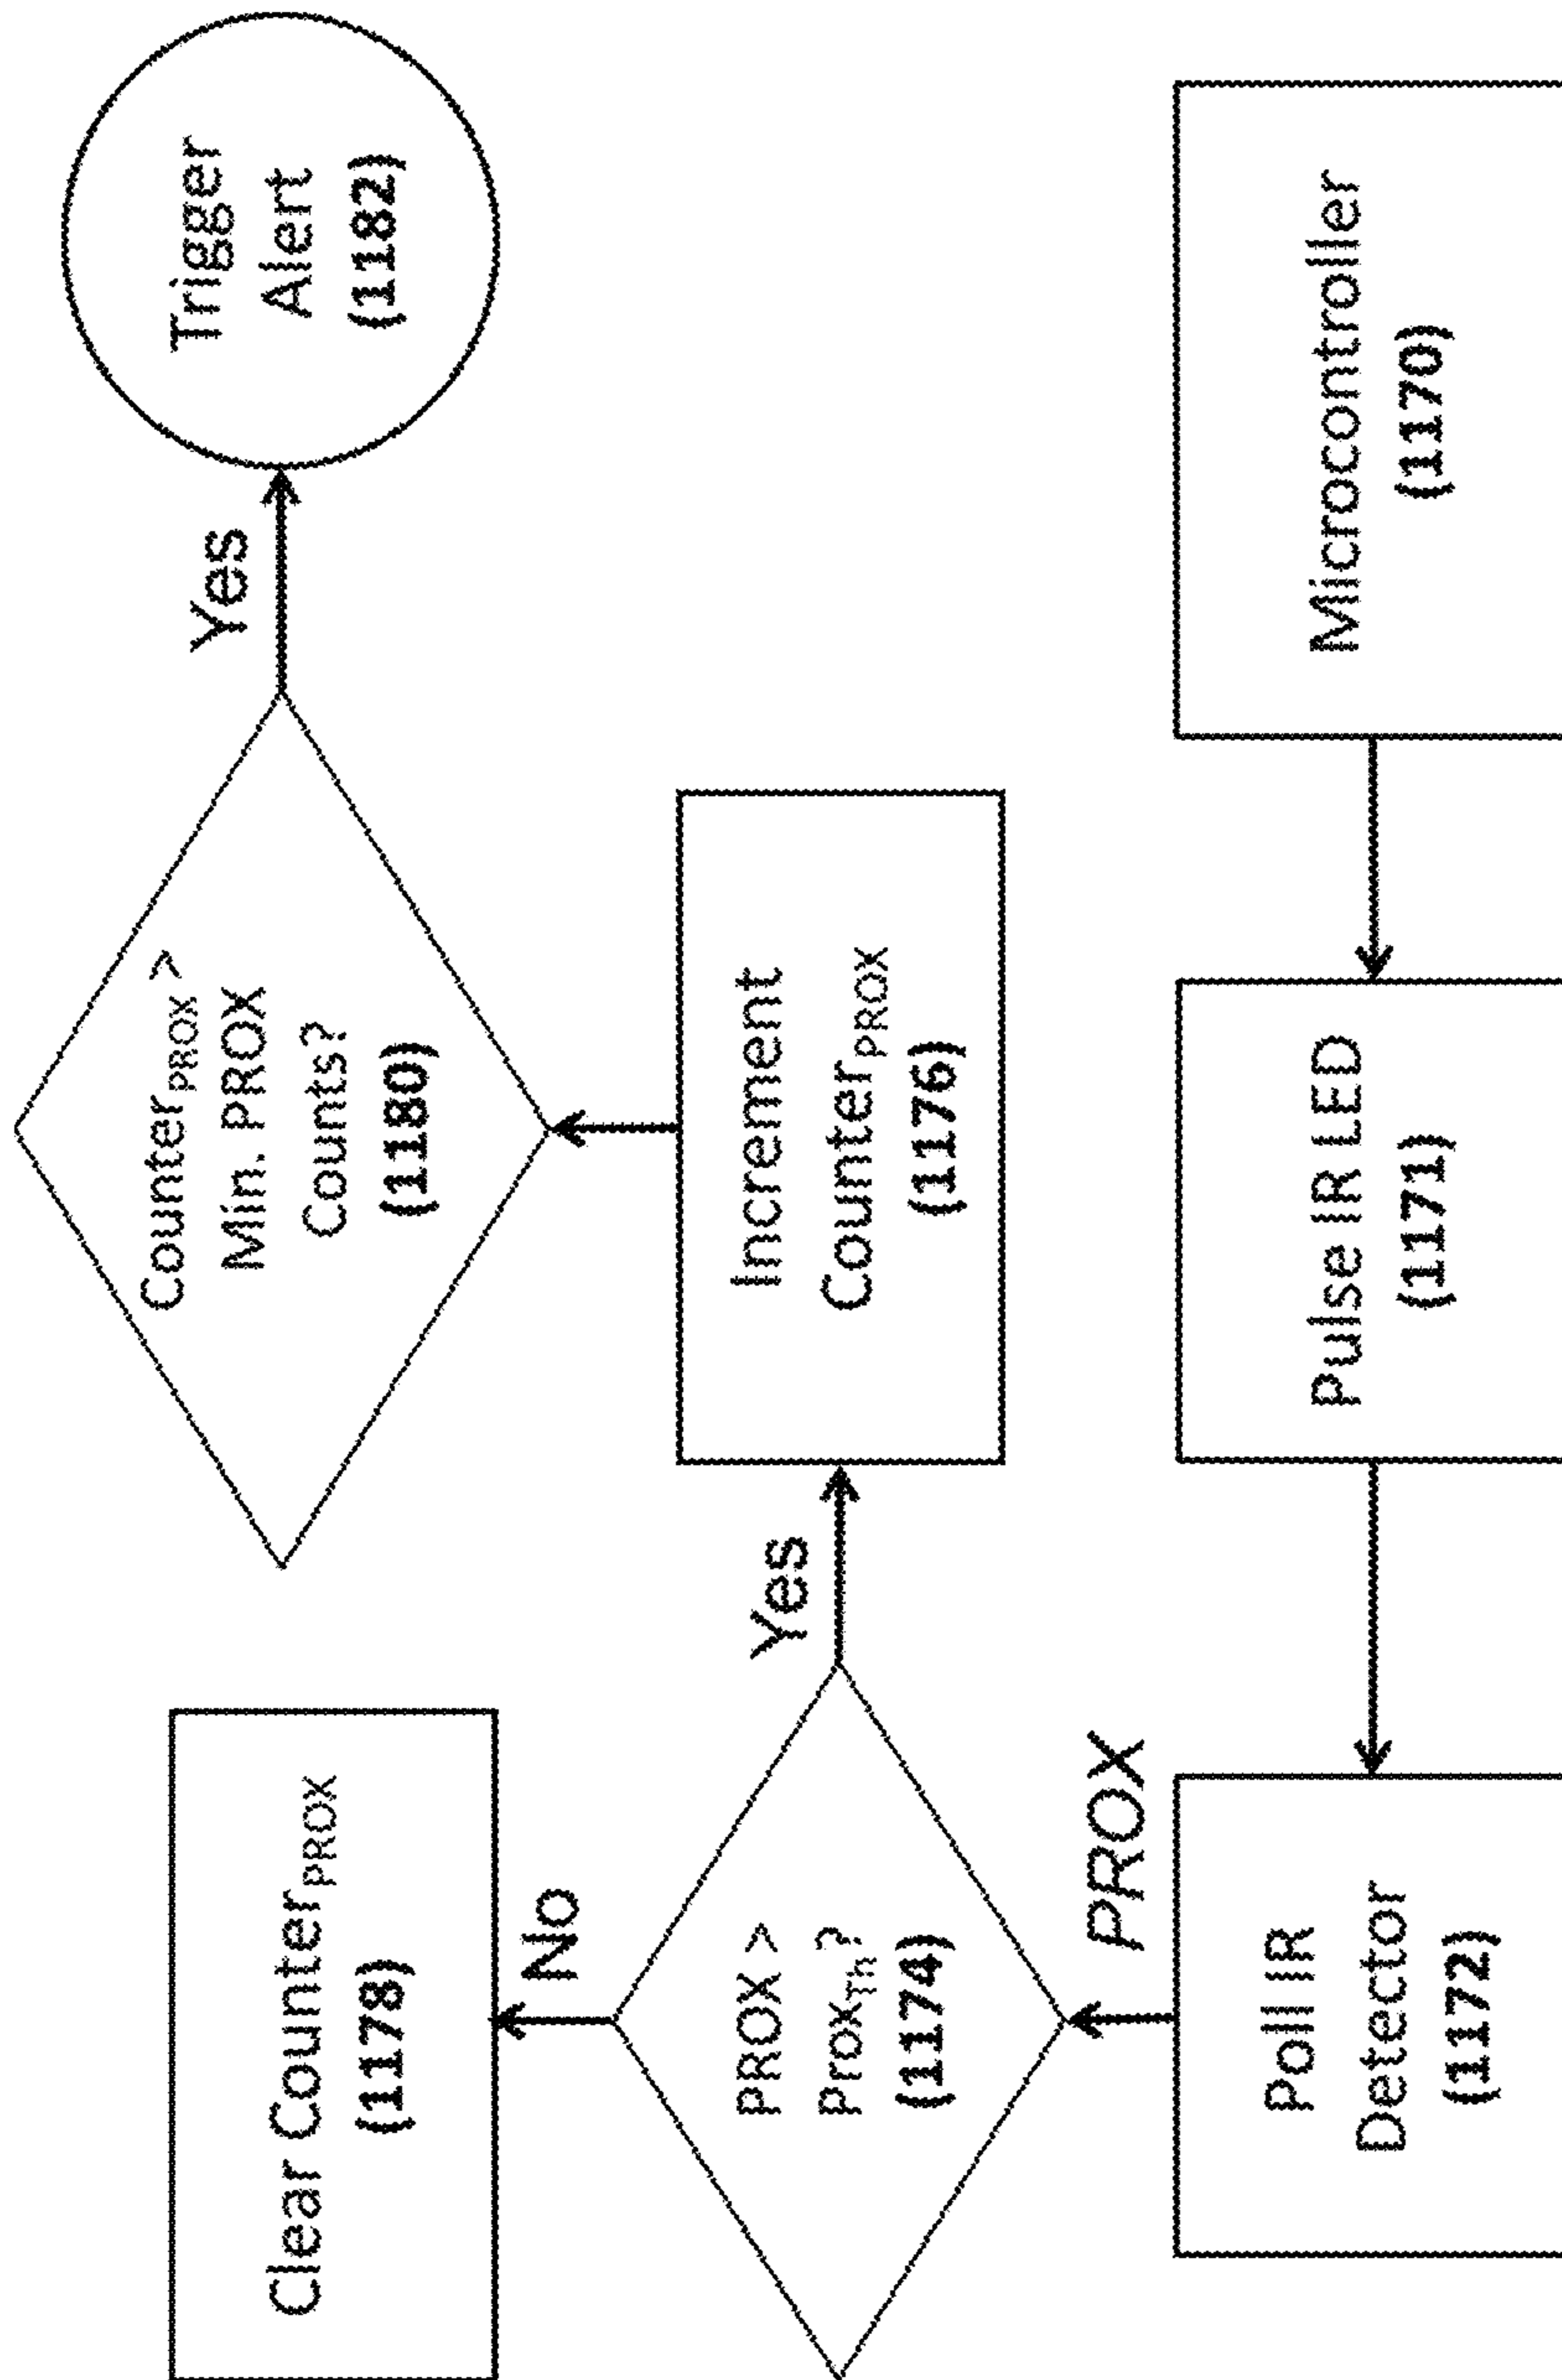 Trigger
Alert
(1182)
Yes
Counter_PROX >
Min. PROX
Counts?
(1180)
Clear Counter_PROX
(1178)
No
Increment
Counter_PROX
(1176)
Yes
PROX >
Prox_Th?
(1174)
PROX
Poll IR
Detector
(1172)
Pulse IR LED
(1171)
Microcontroller
(1170)